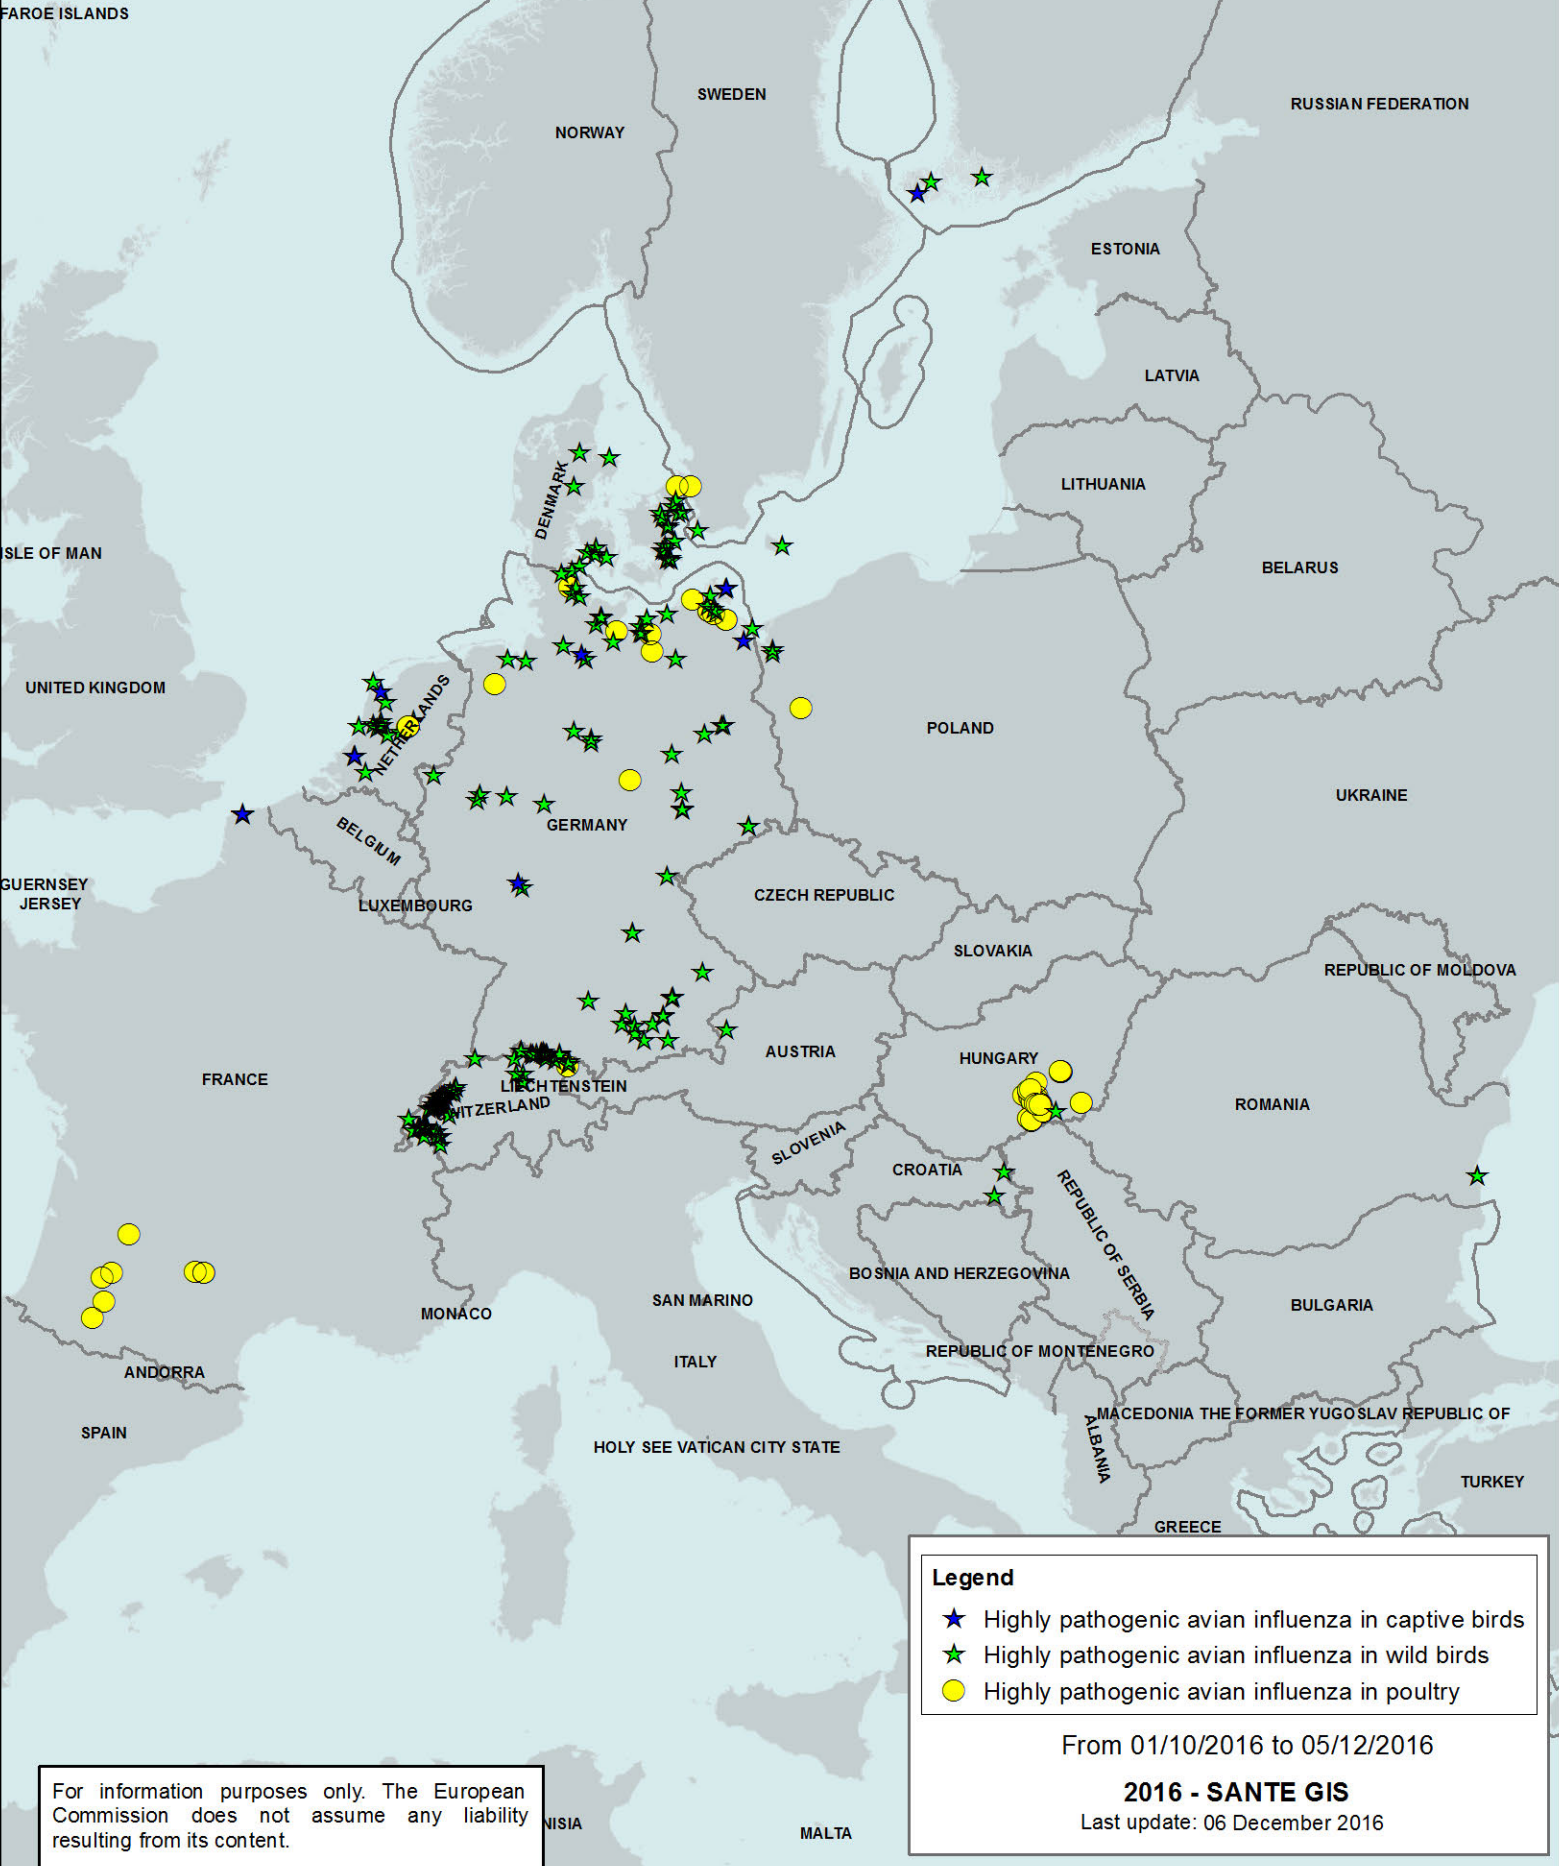 FAROE ISLANDS
SWEDEN
RUSSIAN FEDERATION
NORWAY
ESTONIA
LATVIA
DENMARK
LITHUANIA
ISLE OF MAN
BELARUS
UNITED KINGDOM
NETHERLANDS
POLAND
UKRAINE
BELGIUM
GERMANY
GUERNSEY
JERSEY
LUXEMBOURG
CZECH REPUBLIC
SLOVAKIA
REPUBLIC OF MOLDOVA
FRANCE
AUSTRIA
HUNGARY
LIECHTENSTEIN
WITZERLAND
ROMANIA
SLOVENIA
CROATIA
REPUBLIC OF SERBIA
BOSNIA AND HERZEGOVINA
MONACO
SAN MARINO
BULGARIA
REPUBLIC OF MONTENEGRO
ANDORRA
ITALY
SPAIN
MACEDONIA THE FORMER YUGOSLAV REPUBLIC OF
ALBANIA
HOLY SEE VATICAN CITY STATE
TURKEY
GREECE
Legend
Highly pathogenic avian influenza in captive birds
Highly pathogenic avian influenza in wild birds
Highly pathogenic avian influenza in poultry
From 01/10/2016 to 05/12/2016
2016 - SANTE GIS
Last update: 06 December 2016
For information purposes only. The European
Commission does not assume any liability
resulting from its content.
NISIA
MALTA